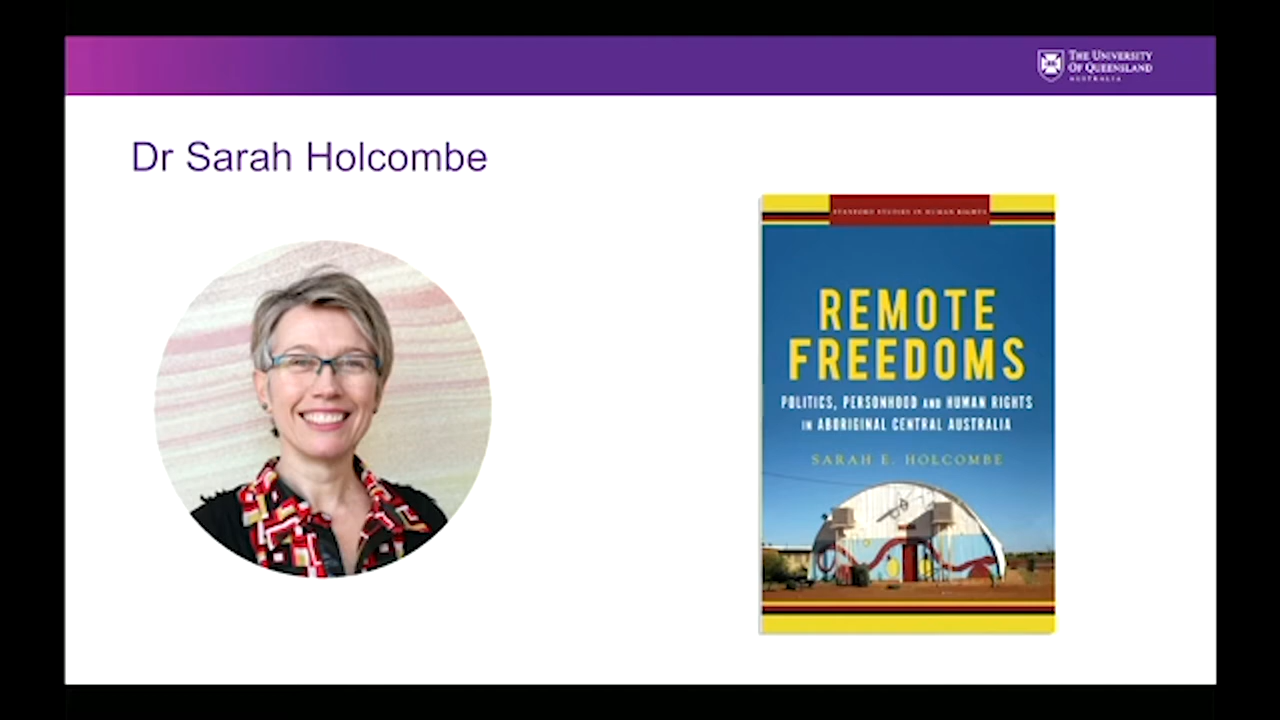 THE UNIVERSITY
OF QUEENSLAND
AUSTRALIA
Dr Sarah Holcombe
STANFORD STUDIES IN HUMAN RIGHTS
REMOTE
FREEDOMS
POLITICS, PERSONHOOD AND HUMAN RIGHTS
IN ABORIGINAL CENTRAL AUSTRALIA
SARAH E. HOLCOMBE